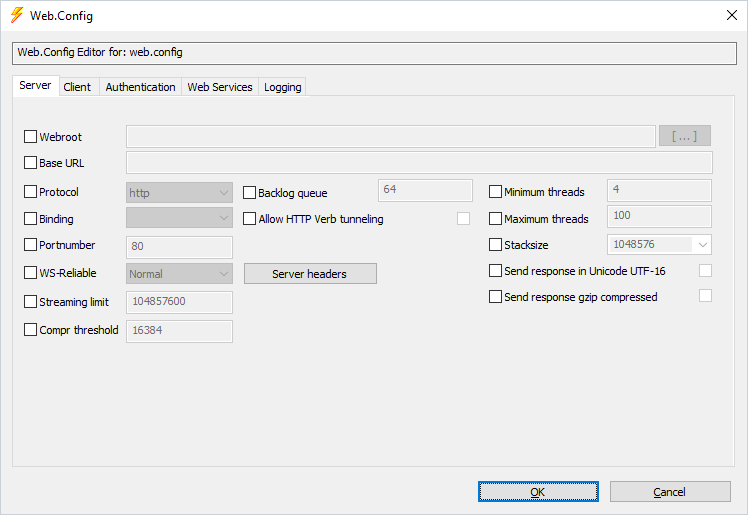 Web.Config
Web.Config Editor for: web.config
Server Client Authentication Web Services Logging
Webroot [ ... ]
Base URL
Protocol http Backlog queue 64 Minimum threads 4
Binding Allow HTTP Verb tunneling Maximum threads 100
Portnumber 80 Stacksize 1048576
WS-Reliable Normal Server headers Send response in Unicode UTF-16
Streaming limit 104857600 Send response gzip compressed
Compr threshold 16384
OK Cancel